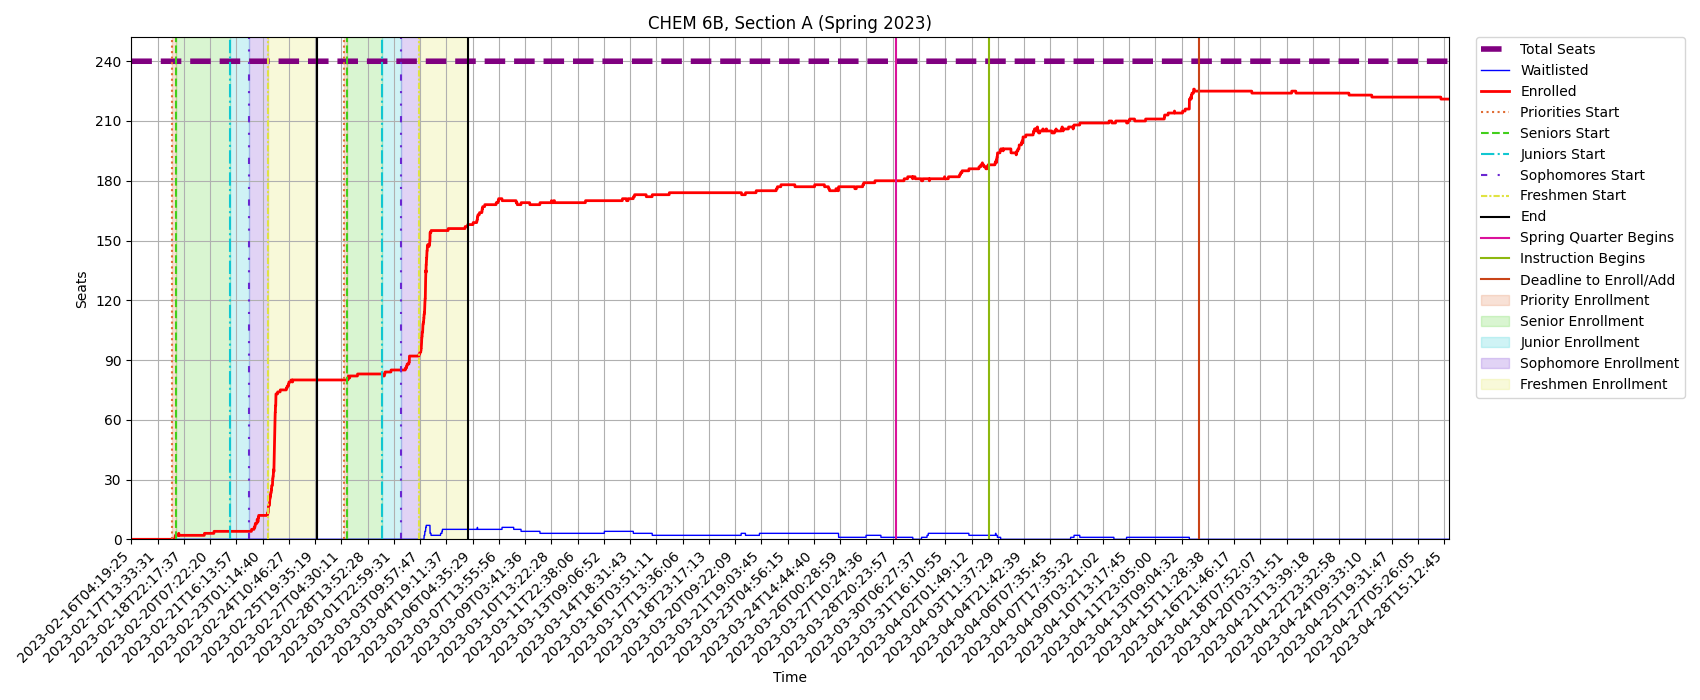 CHEM 6B, Section A (Spring 2023)
Seats
240
210
180
150
120
90
60
30
0
2023-02-16T04:19:25
2023-02-17T13:33:31
2023-02-18T22:17:37
2023-02-20T07:22:20
2023-02-21T16:13:57
2023-02-23T01:14:40
2023-02-24T10:46:27
2023-02-25T19:35:19
2023-02-27T04:30:11
2023-02-28T13:52:28
2023-03-01T22:59:31
2023-03-03T09:57:47
2023-03-04T19:11:37
2023-03-06T04:35:29
2023-03-07T13:55:56
2023-03-09T03:41:36
2023-03-10T13:22:28
2023-03-11T22:38:06
2023-03-13T09:06:52
2023-03-14T18:31:43
2023-03-16T03:51:11
2023-03-17T13:36:06
2023-03-18T23:17:13
2023-03-20T09:22:09
2023-03-21T19:03:45
2023-03-23T04:56:15
2023-03-24T14:44:40
2023-03-26T00:28:59
2023-03-27T10:24:36
2023-03-28T20:23:57
2023-03-30T06:27:37
2023-03-31T16:10:55
2023-04-02T01:49:12
2023-04-03T11:37:29
2023-04-04T21:42:39
2023-04-06T07:35:45
2023-04-07T17:35:32
2023-04-09T03:21:02
2023-04-10T13:17:45
2023-04-11T23:05:00
2023-04-13T09:04:32
2023-04-15T11:28:38
2023-04-16T21:46:17
2023-04-18T07:52:07
2023-04-20T03:31:51
2023-04-21T13:39:18
2023-04-22T23:32:58
2023-04-24T09:33:10
2023-04-25T19:31:47
2023-04-27T05:26:05
2023-04-28T15:12:45
Time
Total Seats
Waitlisted
Enrolled
Priorities Start
Seniors Start
Juniors Start
Sophomores Start
Freshmen Start
End
Spring Quarter Begins
Instruction Begins
Deadline to Enroll/Add
Priority Enrollment
Senior Enrollment
Junior Enrollment
Sophomore Enrollment
Freshmen Enrollment